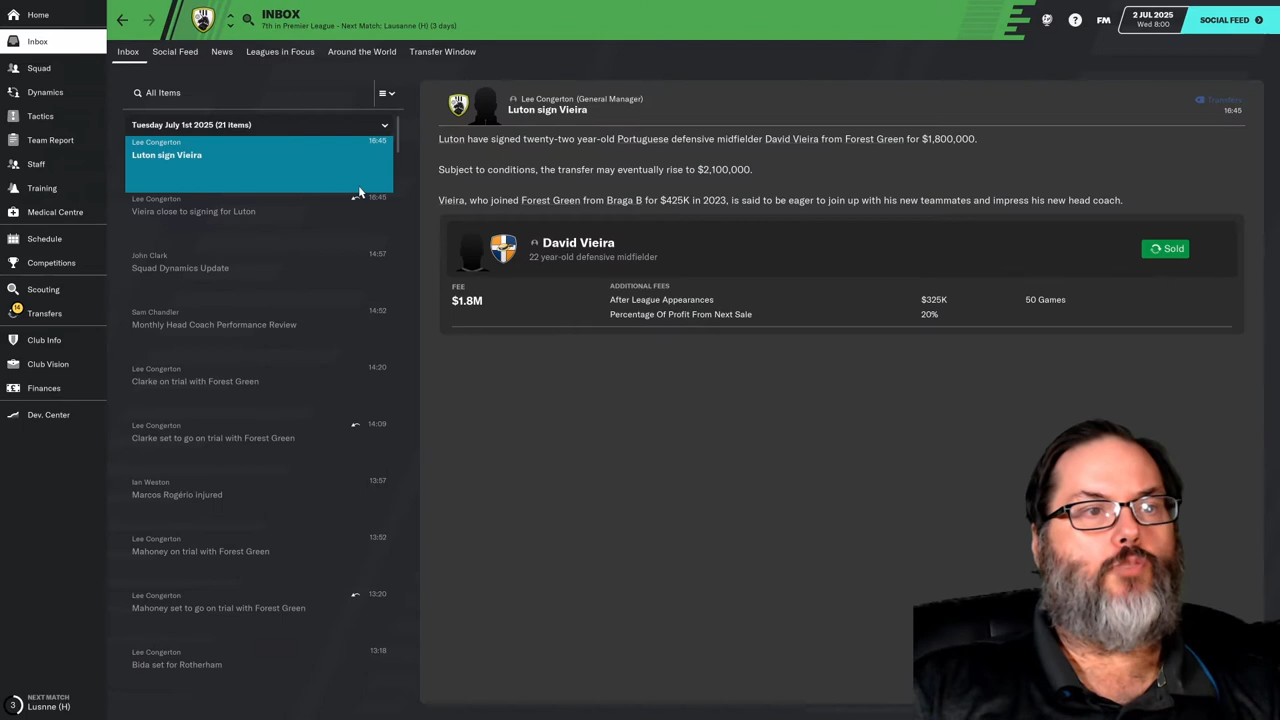 Home
Inbox
Squad
Dynamics
Tactics
Team Report
Staff
Training
Medical Centre
Schedule
Competitions
Scouting
14
Transfers
Club Info
Club Vision
Finances
Dev. Center
3
NEXT MATCH
Lusnne (H)
INBOX
7th in Premier League - Next Match: Lausanne (H) (3 days)
FM
2 JUL 2025
Wed 8:00
SOCIAL FEED
Inbox
Social Feed
News
Leagues in Focus
Around the World
Transfer Window
All Items
Tuesday July 1st 2025 (21 items)
Lee Congerton 16:45
Luton sign Vieira
Lee Congerton 16:45
Vieira close to signing for Luton
John Clark 14:57
Squad Dynamics Update
Sam Chandler 14:52
Monthly Head Coach Performance Review
Lee Congerton 14:20
Clarke on trial with Forest Green
Lee Congerton 14:09
Clarke set to go on trial with Forest Green
Ian Weston 13:57
Marcos Rogério injured
Lee Congerton 13:52
Mahoney on trial with Forest Green
Lee Congerton 13:20
Mahoney set to go on trial with Forest Green
Lee Congerton 13:18
Bida set for Rotherham
Lee Congerton (General Manager)
Luton sign Vieira
Transfers
16:45
Luton have signed twenty-two year-old Portuguese defensive midfielder David Vieira from Forest Green for $1,800,000.
Subject to conditions, the transfer may eventually rise to $2,100,000.
Vieira, who joined Forest Green from Braga B for $425K in 2023, is said to be eager to join up with his new teammates and impress his new head coach.
David Vieira
22 year-old defensive midfielder
Sold
FEE
$1.8M
ADDITIONAL FEES
After League Appearances $325K 50 Games
Percentage Of Profit From Next Sale 20%